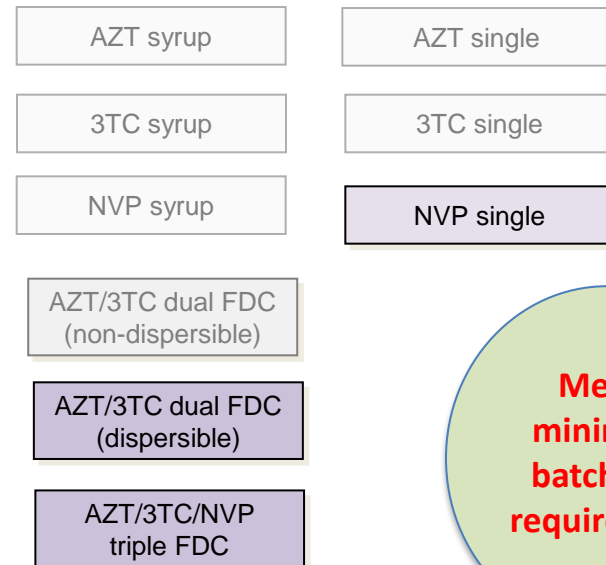 AZT syrup
AZT single
3TC syrup
3TC single
NVP syrup
NVP single
AZT/3TC dual FDC
(non-dispersible)
AZT/3TC dual FDC
(dispersible)
AZT/3TC/NVP
triple FDC